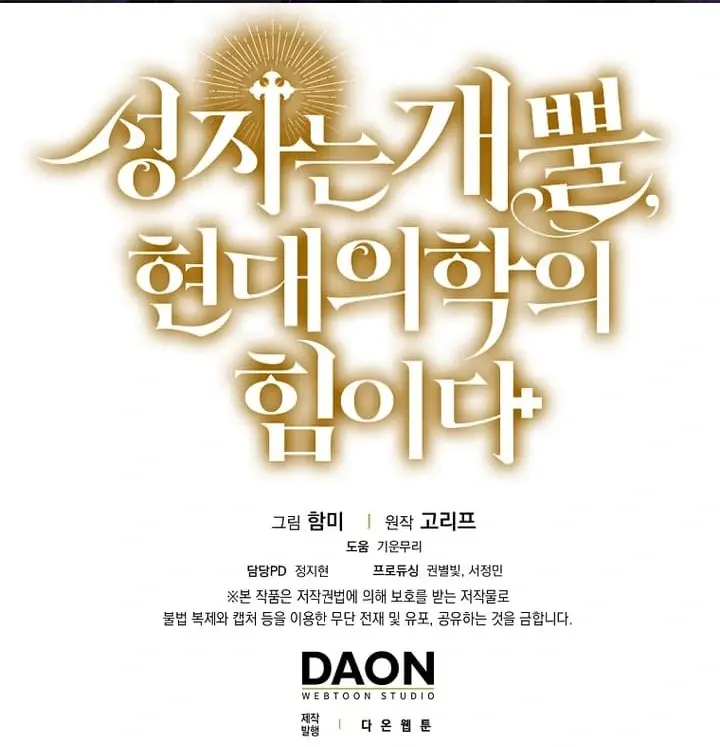 성자는 개뿔,
현대의학의
힘이다
그림 함미 | 원작 고리프
도움 기운무리
담당PD 정지현 프로듀싱 권별빛, 서정민
※본 작품은 저작권법에 의해 보호를 받는 저작물로
불법 복제와 캡처 등을 이용한 무단 전재 및 유포, 공유하는 것을 금합니다.
DAON
WEBTOON STUDIO
제작
발행 | 다온웹툰